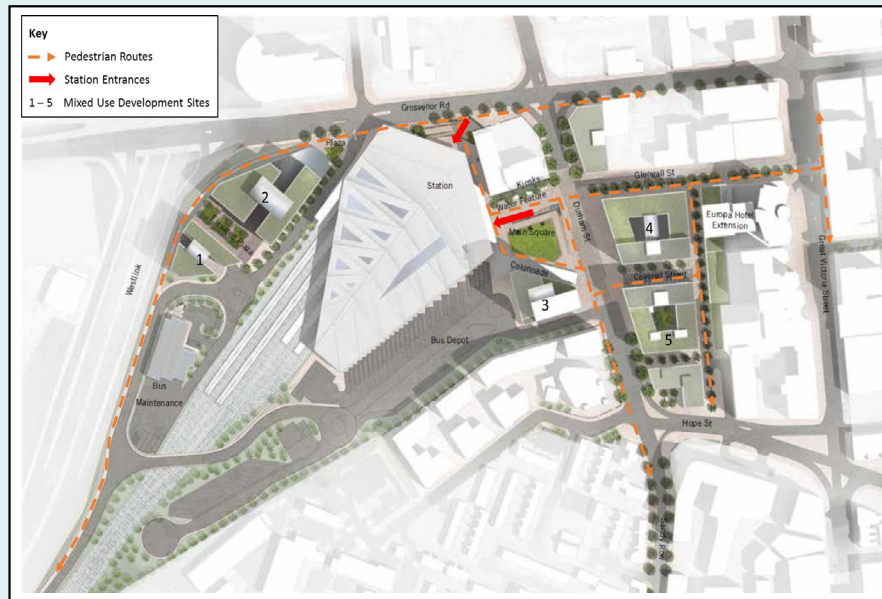 Key
Pedestrian Routes
Station Entrances
1 – 5 Mixed Use Development Sites
Grosvenor Rd
Plaza
Station
Kiosks
Water Feature
Main Square
Durham St
Glengall St
Europa Hotel
Extension
Great Victoria Street
Westlink
2
1
4
Covered Street
Colonnade
3
5
Bus Depot
Bus
Maintenance
Hope St
Sandy Row